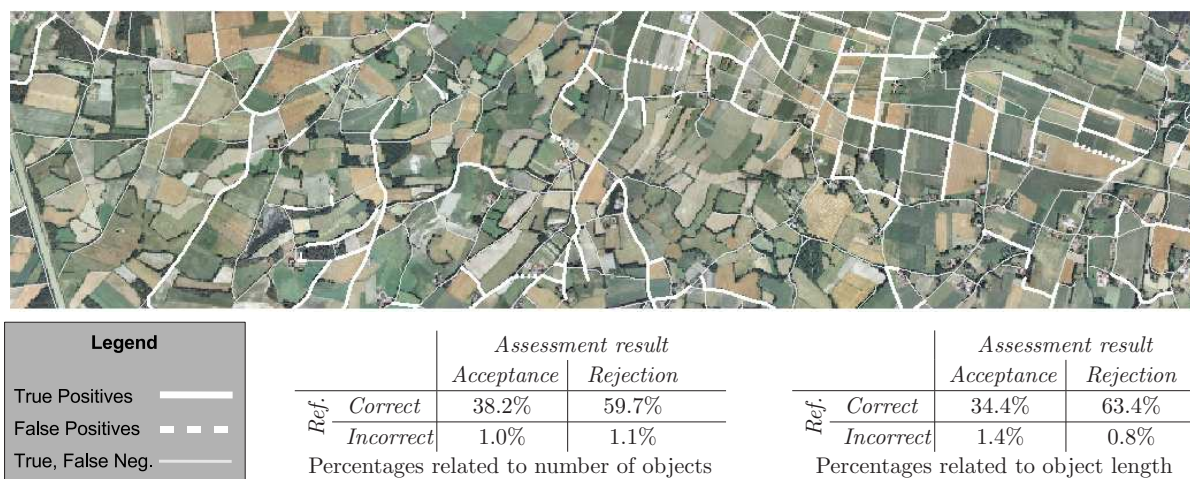 Legend
True Positives
False Positives
True, False Neg.
Assessment result
Acceptance Rejection
Ref. Correct 38.2% 59.7%
Incorrect 1.0% 1.1%
Percentages related to number of objects
Assessment result
Acceptance Rejection
Ref. Correct 34.4% 63.4%
Incorrect 1.4% 0.8%
Percentages related to object length